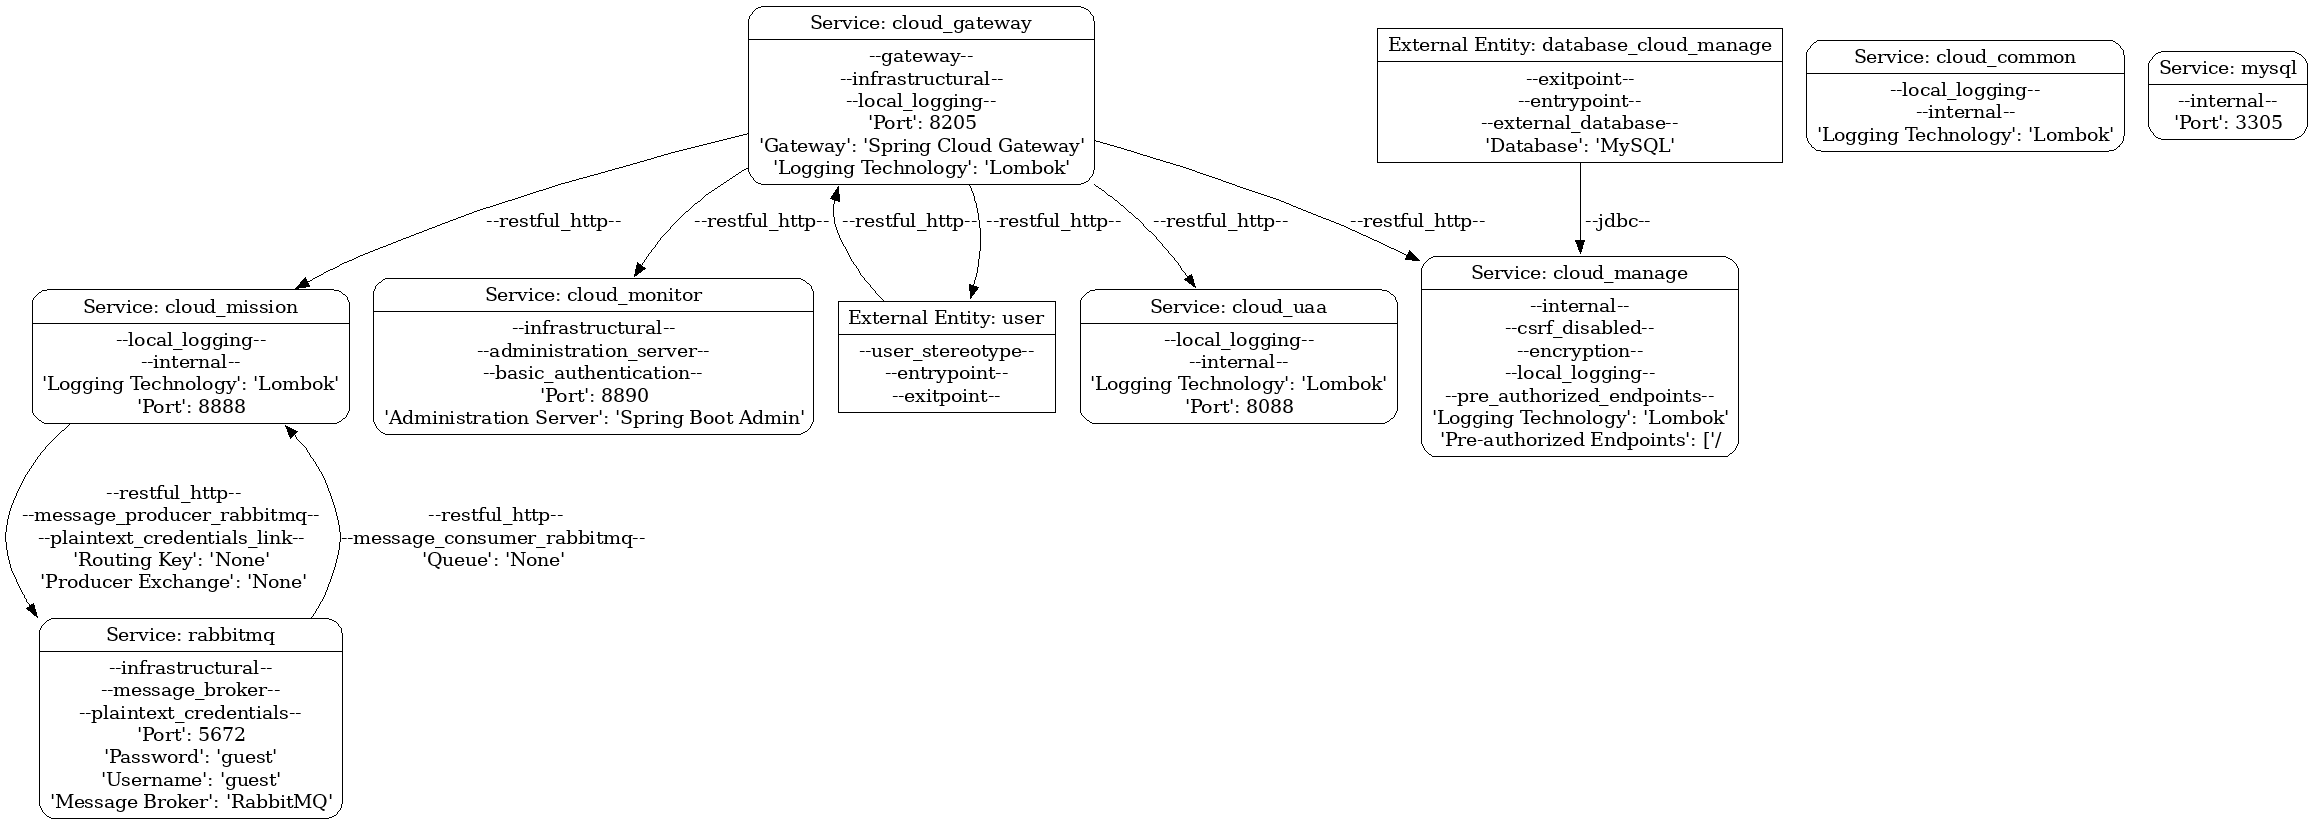 Service: cloud_gateway
--gateway--
--infrastructural--
--local_logging--
'Port': 8205
'Gateway': 'Spring Cloud Gateway'
'Logging Technology': 'Lombok'
External Entity: database_cloud_manage
--exitpoint--
--entrypoint--
--external_database--
'Database': 'MySQL'
Service: cloud_common
--local_logging--
--internal--
'Logging Technology': 'Lombok'
Service: mysql
--internal--
'Port': 3305
--restful_http--
--restful_http--
--restful_http--
--restful_http--
--restful_http--
--restful_http--
--jdbc--
Service: cloud_mission
--local_logging--
--internal--
'Logging Technology': 'Lombok'
'Port': 8888
Service: cloud_monitor
--infrastructural--
--administration_server--
--basic_authentication--
'Port': 8890
'Administration Server': 'Spring Boot Admin'
External Entity: user
--user_stereotype--
--entrypoint--
--exitpoint--
Service: cloud_uaa
--local_logging--
--internal--
'Logging Technology': 'Lombok'
'Port': 8088
Service: cloud_manage
--internal--
--csrf_disabled--
--encryption--
--local_logging--
--pre_authorized_endpoints--
'Logging Technology': 'Lombok'
'Pre-authorized Endpoints': ['/
--restful_http--
--message_producer_rabbitmq--
--plaintext_credentials_link--
'Routing Key': 'None'
'Producer Exchange': 'None'
--restful_http--
--message_consumer_rabbitmq--
'Queue': 'None'
Service: rabbitmq
--infrastructural--
--message_broker--
--plaintext_credentials--
'Port': 5672
'Password': 'guest'
'Username': 'guest'
'Message Broker': 'RabbitMQ'